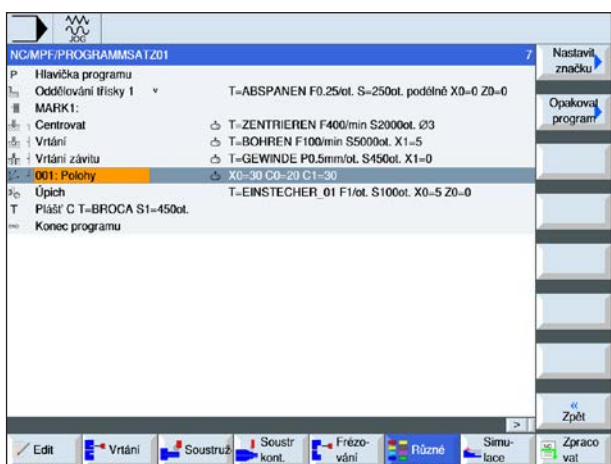 JOG
NC/MPF/PROGRAMMSATZ01 7
P Hlavička programu
Oddělování třísky 1 v T=ABSPANEN F0.25/ot. S=250ot. podélně X0=0 Z0=0
MARK1:
Centrovat T=ZENTRIEREN F400/min S2000ot. Ø3
Vrtání T=BOHREN F100/min S5000ot. X1=5
Vrtání závitu T=GEWINDE P0.5mm/ot. S450ot. X1=0
001: Polohy X0=30 C0=20 C1=30
Úpich T=EINSTECHER_01 F1/ot. S100ot. X0=5 Z0=0
T Plášť C T=BROCA S1=450ot.
END Konec programu
Nastavit
značku
Opakovat
program
«
Zpět
>
Edit
Vrtání
Soustruž
Soustr
kont.
Frézo-
vání
Různé
Simu-
lace
NC
Zpraco
vat